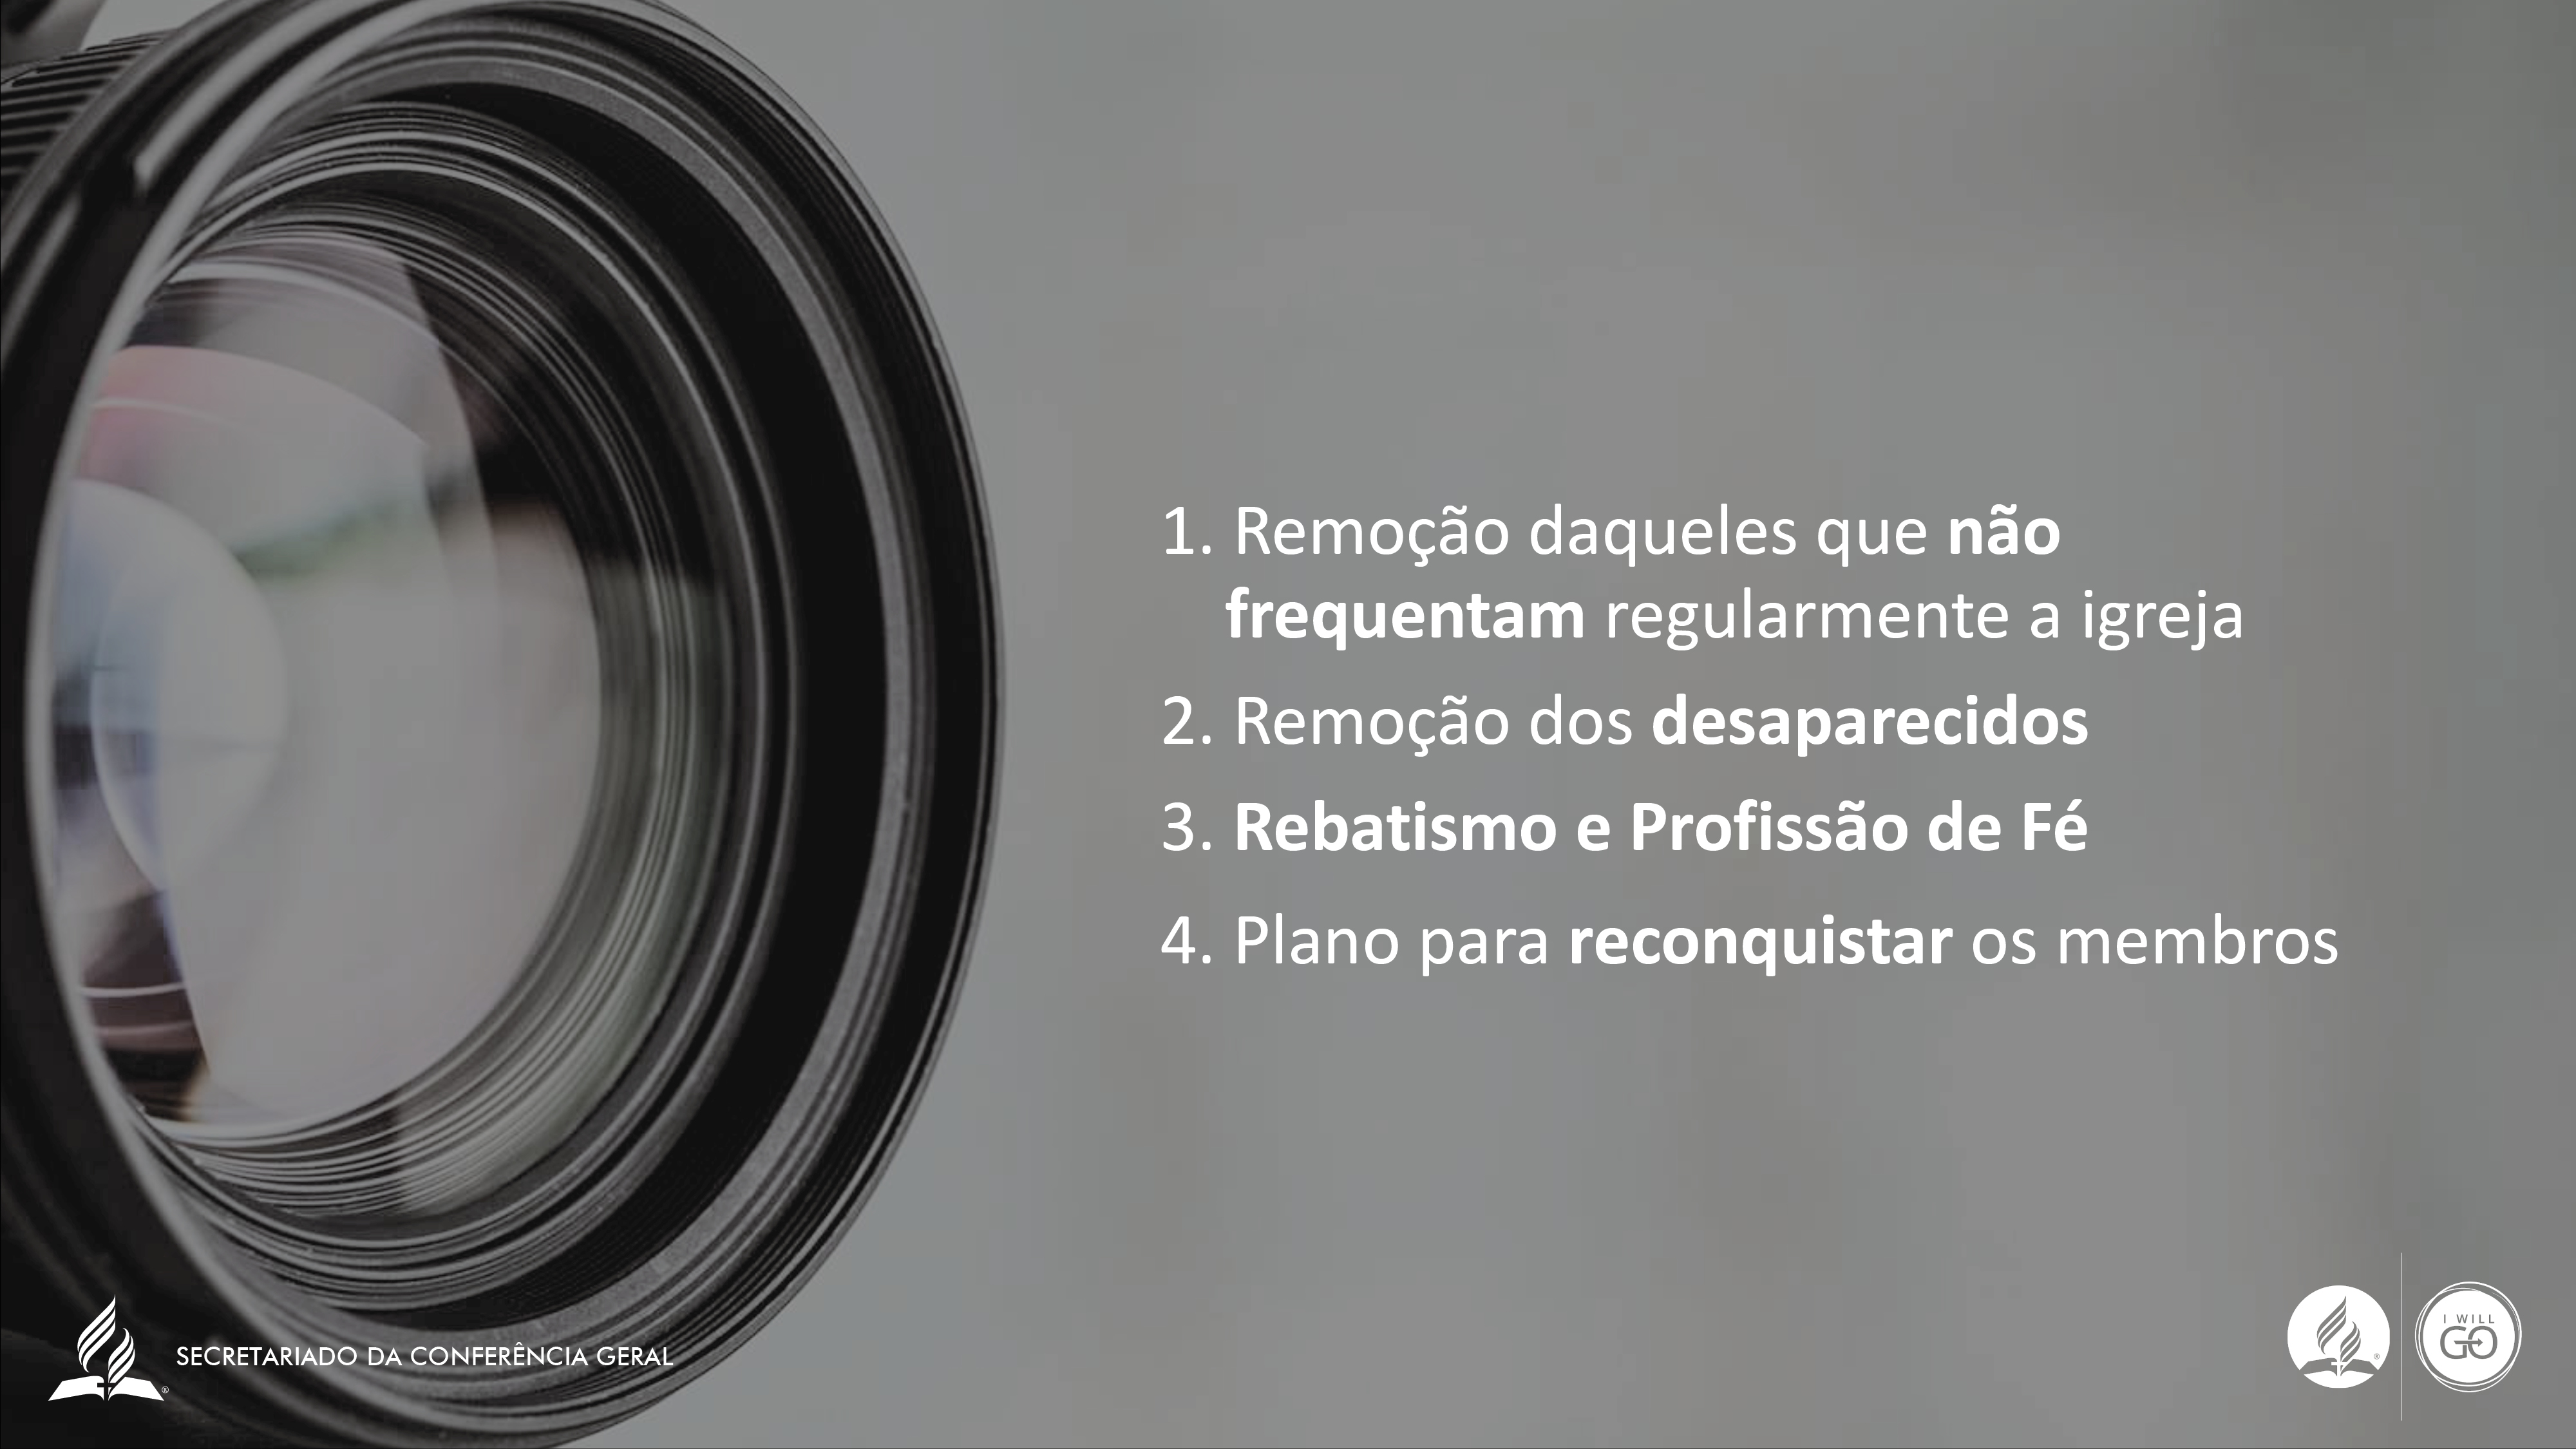 1. Remoção daqueles que não
frequentam regularmente a igreja
2. Remoção dos desaparecidos
3. Rebatismo e Profissão de Fé
4. Plano para reconquistar os membros
SECRETARIADO DA CONFERÊNCIA GERAL
®
®
I WILL
GO